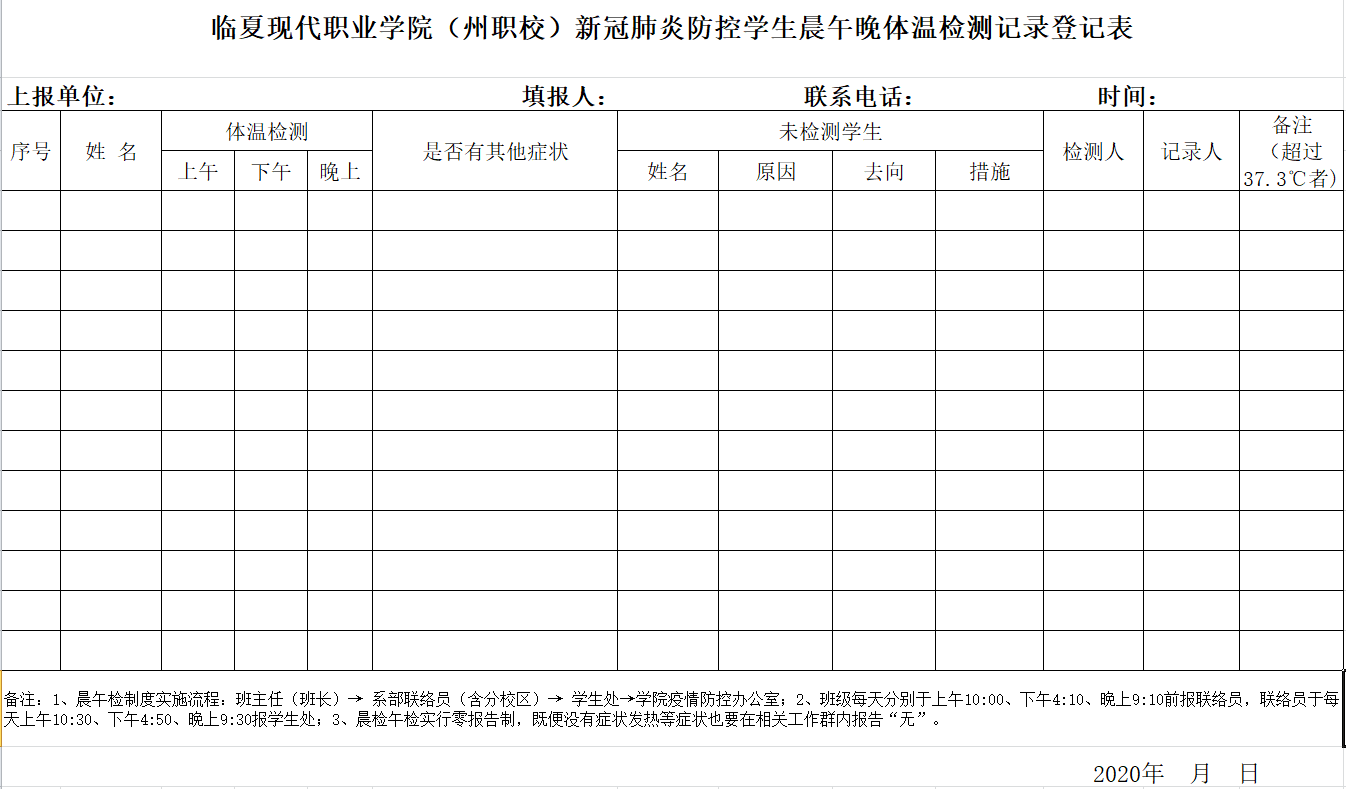 临夏现代职业学院（州职校）新冠肺炎防控学生晨午晚体温检测记录登记表
上报单位： 填报人： 联系电话： 时间：
序号 姓 名 体温检测 是否有其他症状 未检测学生 检测人 记录人 备注（超过37.3℃者）
上午 下午 晚上 姓名 原因 去向 措施
备注：1、晨午检制度实施流程：班主任（班长）→ 系部联络员（含分校区）→ 学生处→学院疫情防控办公室；2、班级每天分别于上午10:00、下午4:10、晚上9:10前报联络员，联络员于每
天上午10:30、下午4:50、晚上9:30报学生处；3、晨检午检实行零报告制，既便没有症状发热等症状也要在相关工作群内报告“无”。
2020年 月 日